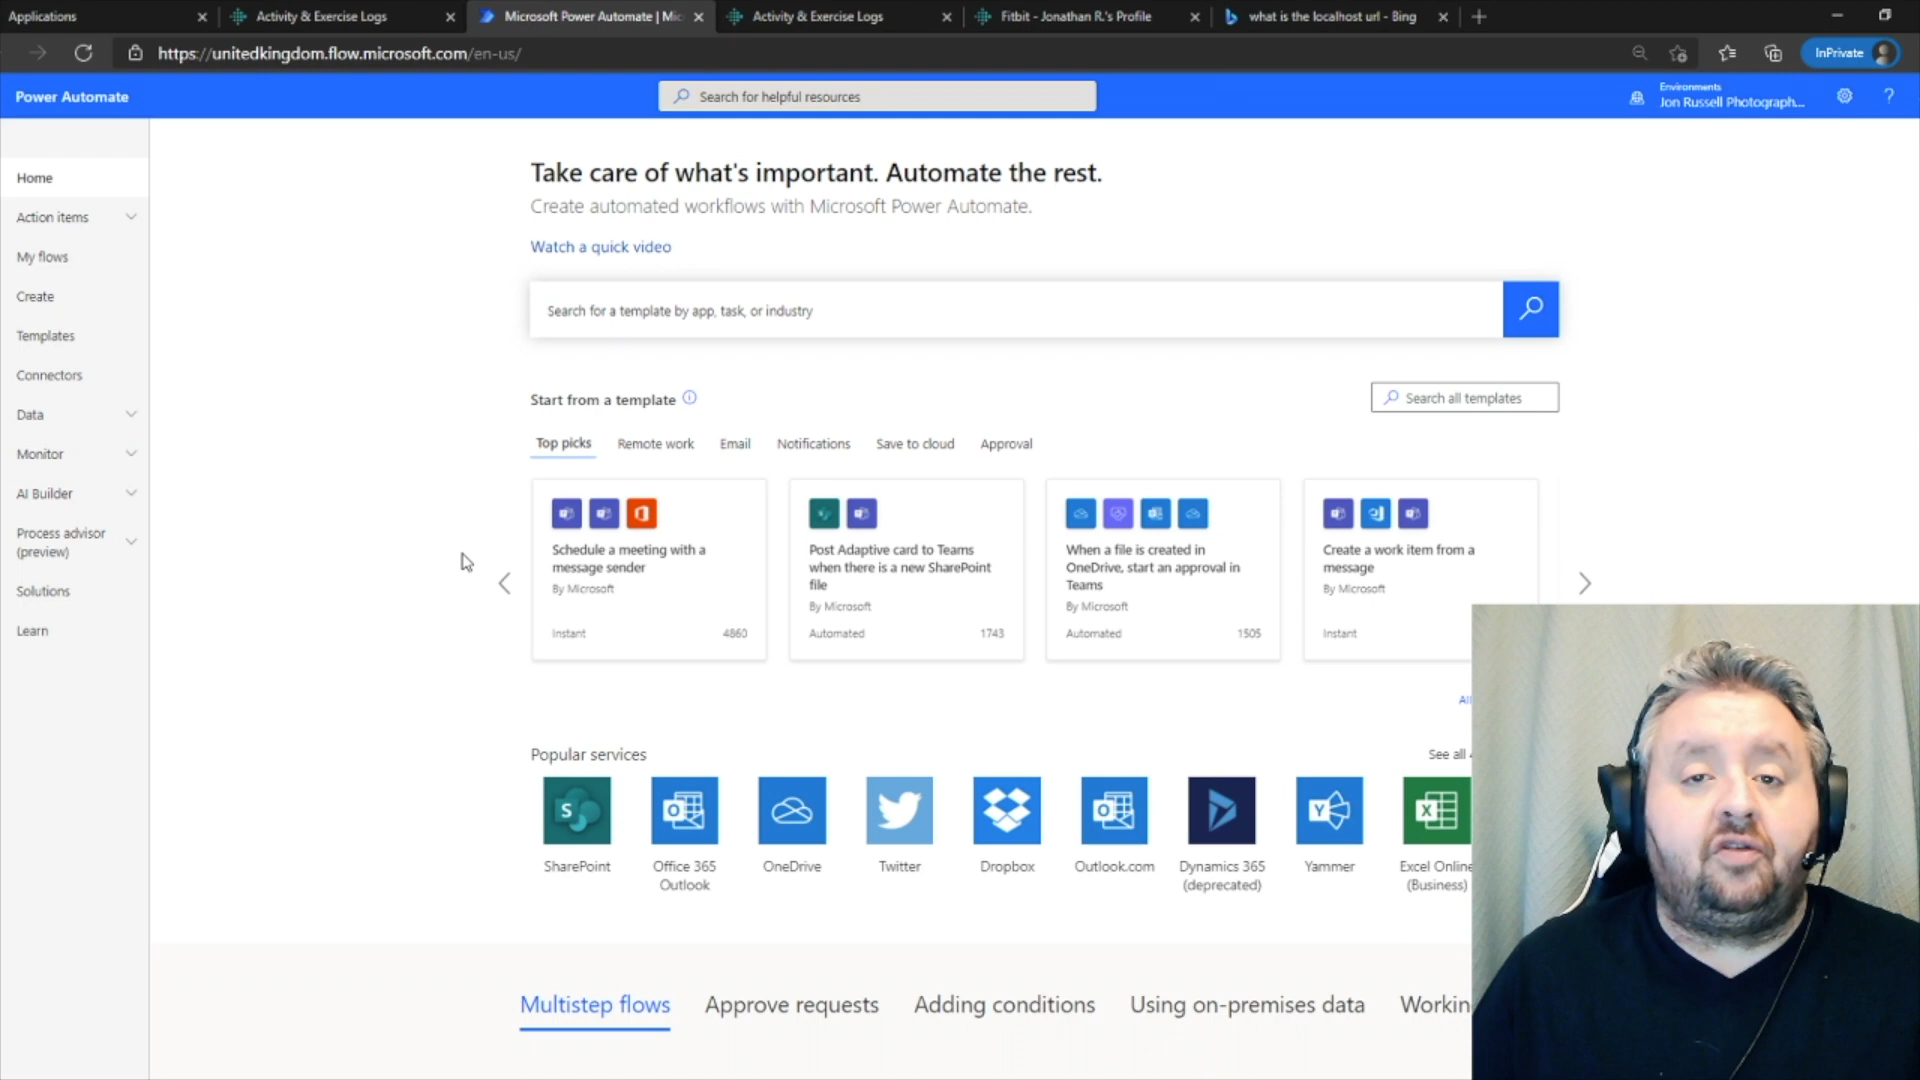 Applications
Activity & Exercise Logs
Microsoft Power Automate | Mic
Activity & Exercise Logs
Fitbit - Jonathan R.'s Profile
what is the localhost url - Bing
https://unitedkingdom.flow.microsoft.com/en-us/
InPrivate
Power Automate
Search for helpful resources
Environments
Jon Russell Photograph...
?
Home
Action items
My flows
Create
Templates
Connectors
Data
Monitor
AI Builder
Process advisor
(preview)
Solutions
Learn
Take care of what's important. Automate the rest.
Create automated workflows with Microsoft Power Automate.
Watch a quick video
Search for a template by app, task, or industry
Start from a template
Search all templates
Top picks
Remote work
Email
Notifications
Save to cloud
Approval
Schedule a meeting with a
message sender
By Microsoft
Instant
4860
Post Adaptive card to Teams
when there is a new SharePoint
file
By Microsoft
Automated
1743
When a file is created in
OneDrive, start an approval in
Teams
By Microsoft
Automated
1505
Create a work item from a
message
By Microsoft
Instant
All
Popular services
See all
SharePoint
Office 365
Outlook
OneDrive
Twitter
Dropbox
Outlook.com
Dynamics 365
(deprecated)
Yammer
Excel Online
(Business)
Multistep flows
Approve requests
Adding conditions
Using on-premises data
Workin